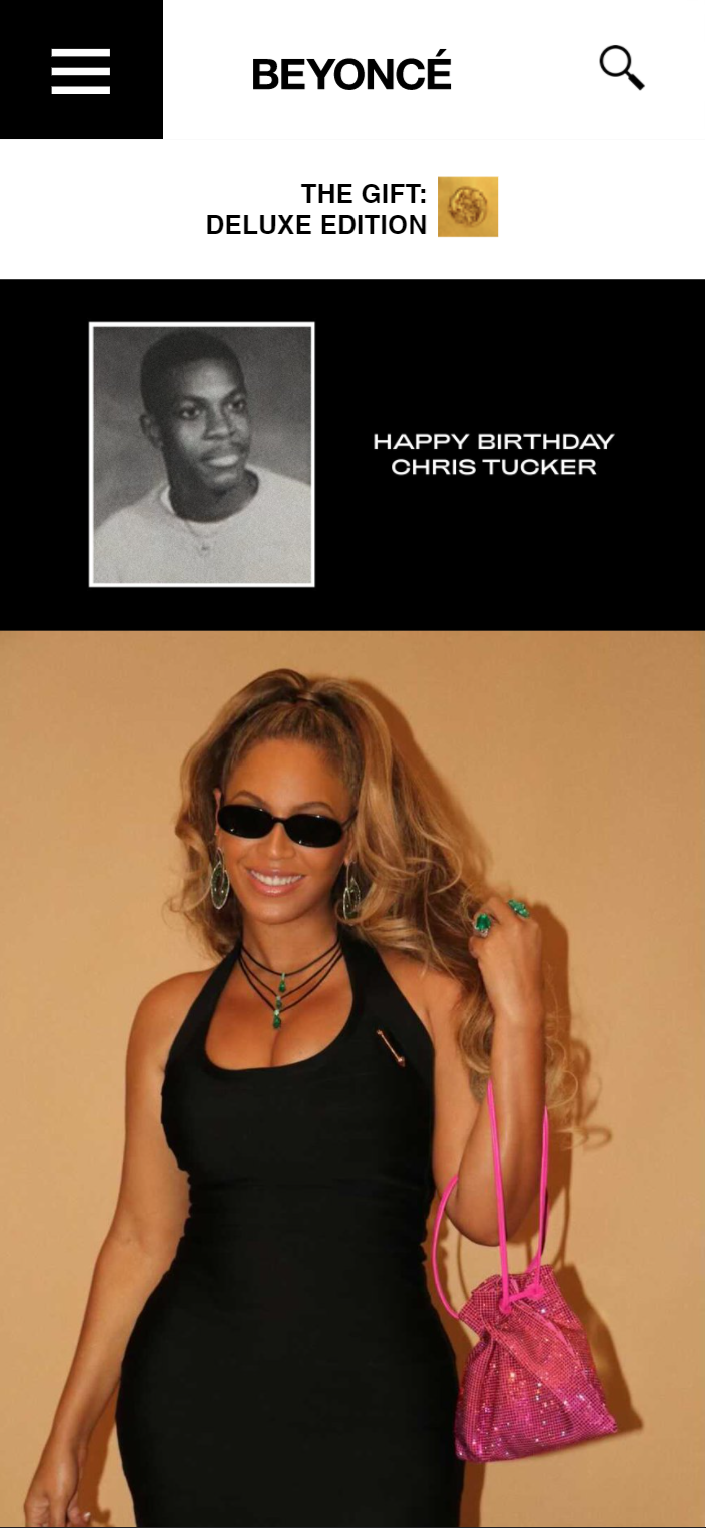 BEYONCÉ
THE GIFT:
DELUXE EDITION
HAPPY BIRTHDAY
CHRIS TUCKER